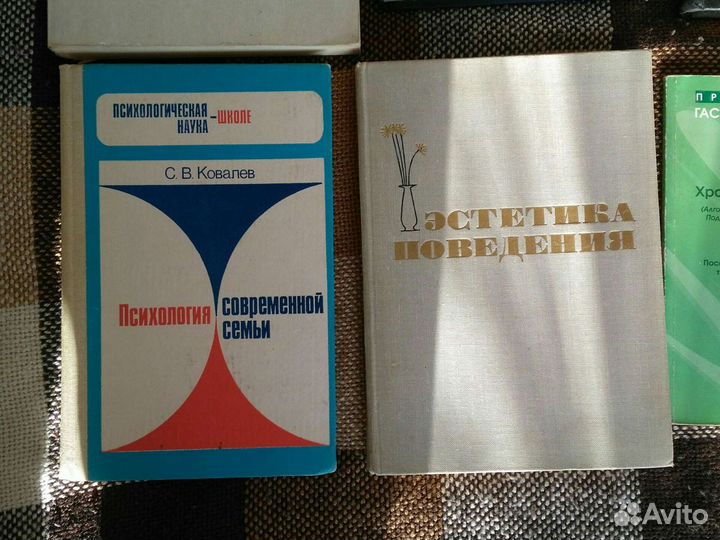 ПСИХОЛОГИЧЕСКАЯ
НАУКА – ШКОЛЕ
С. В. Ковалев
Психология современной
семьи
ЭСТЕТИКА
ПОВЕДЕНИЯ
Avito